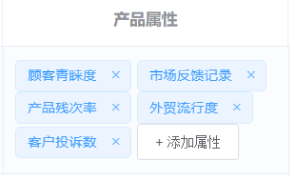 产品属性
顾客青睐度 × 市场反馈记录 ×
产品残次率 × 外贸流行度 ×
客户投诉数 × + 添加属性